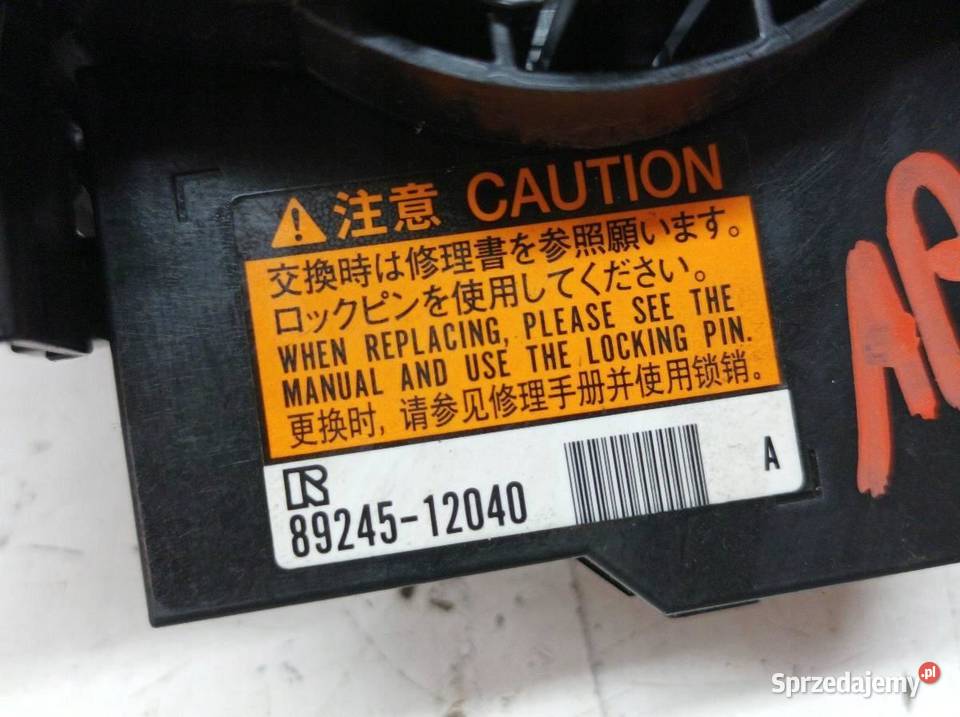 注意 CAUTION
交換時は修理書を参照願います。
ロックピンを使用してください。
WHEN REPLACING, PLEASE SEE THE
MANUAL AND USE THE LOCKING PIN.
更换时, 请参见修理手册并使用锁销。
R
89245-12040
A
AR
Sprzedajemy.pl